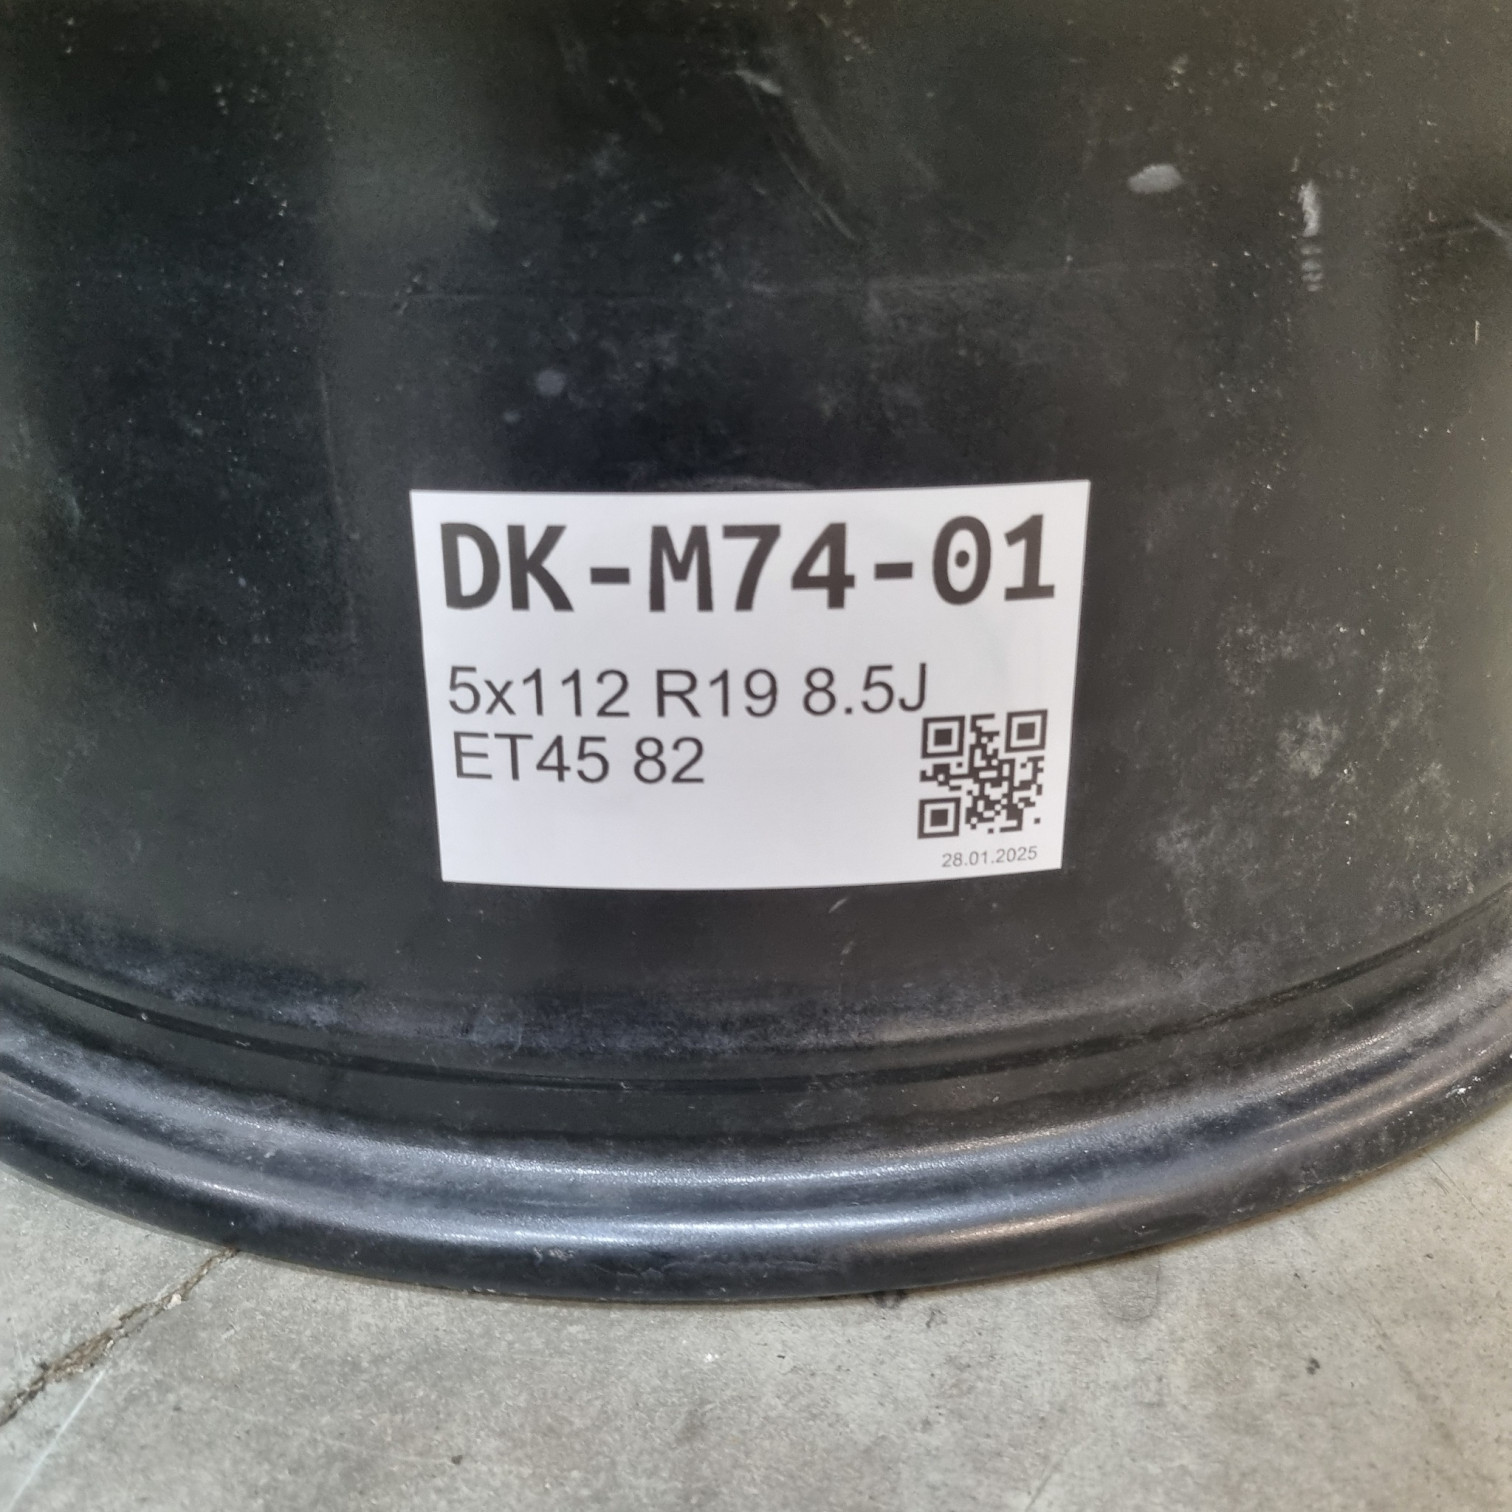 DK-M74-01
5x112 R19 8.5J
ET45 82
28.01.2025